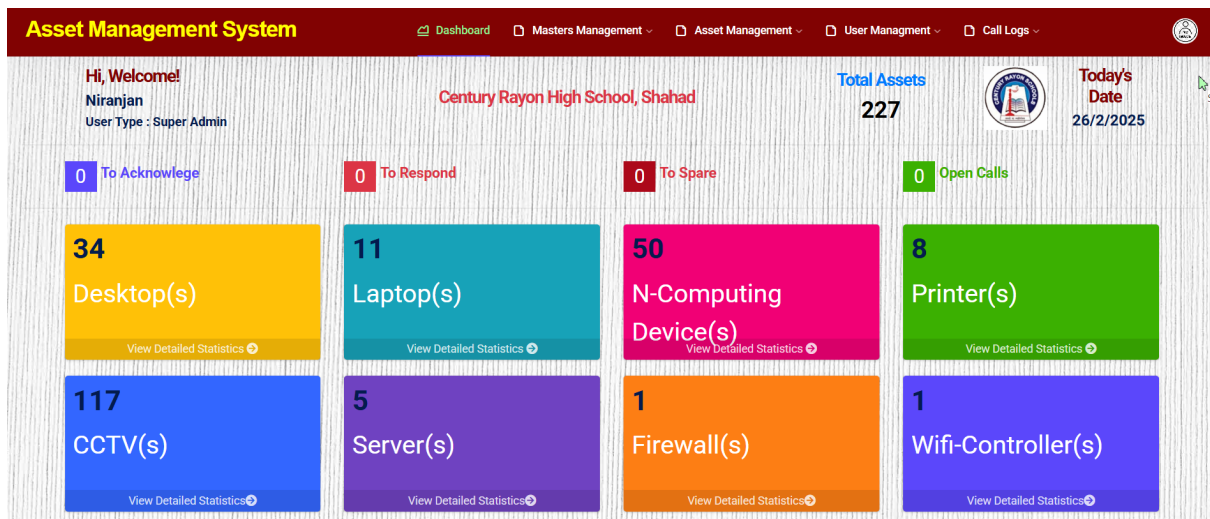 Asset Management System
Dashboard
Masters Management
Asset Management
User Managment
Call Logs
Hi, Welcome!
Niranjan
User Type : Super Admin
Century Rayon High School, Shahad
Total Assets
227
CENTURY RAYON SCHOOLS
Today's
Date
26/2/2025
0 To Acknowlege
0 To Respond
0 To Spare
0 Open Calls
34
Desktop(s)
View Detailed Statistics
11
Laptop(s)
View Detailed Statistics
50
N-Computing
Device(s)
View Detailed Statistics
8
Printer(s)
View Detailed Statistics
117
CCTV(s)
View Detailed Statistics
5
Server(s)
View Detailed Statistics
1
Firewall(s)
View Detailed Statistics
1
Wifi-Controller(s)
View Detailed Statistics